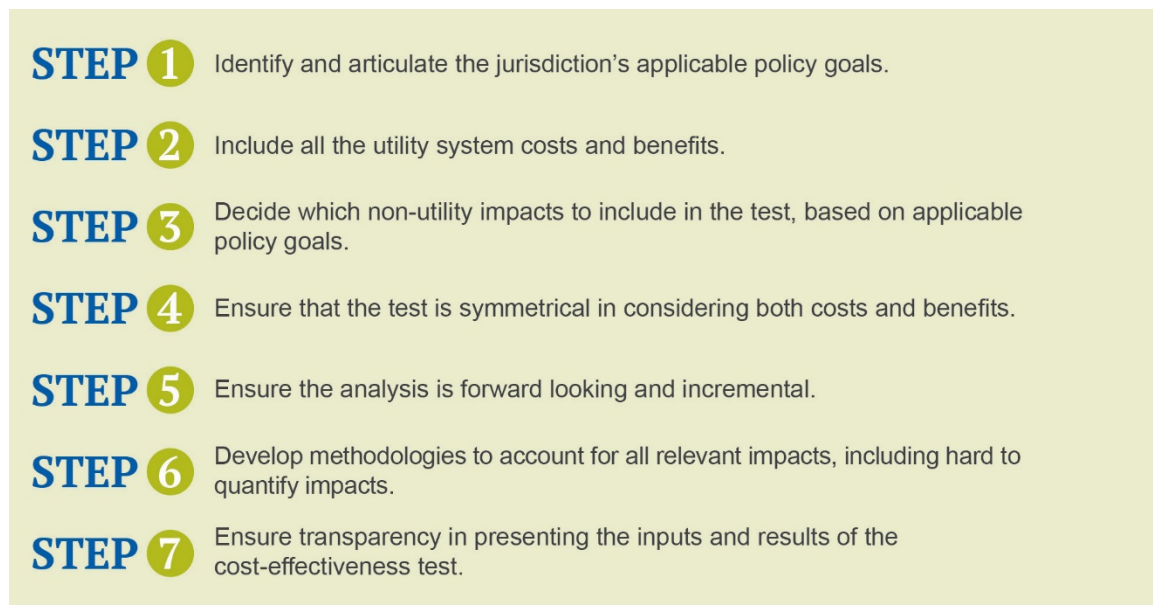 STEP 1 Identify and articulate the jurisdiction’s applicable policy goals.
STEP 2 Include all the utility system costs and benefits.
STEP 3 Decide which non-utility impacts to include in the test, based on applicable
policy goals.
STEP 4 Ensure that the test is symmetrical in considering both costs and benefits.
STEP 5 Ensure the analysis is forward looking and incremental.
STEP 6 Develop methodologies to account for all relevant impacts, including hard to
quantify impacts.
STEP 7 Ensure transparency in presenting the inputs and results of the
cost-effectiveness test.